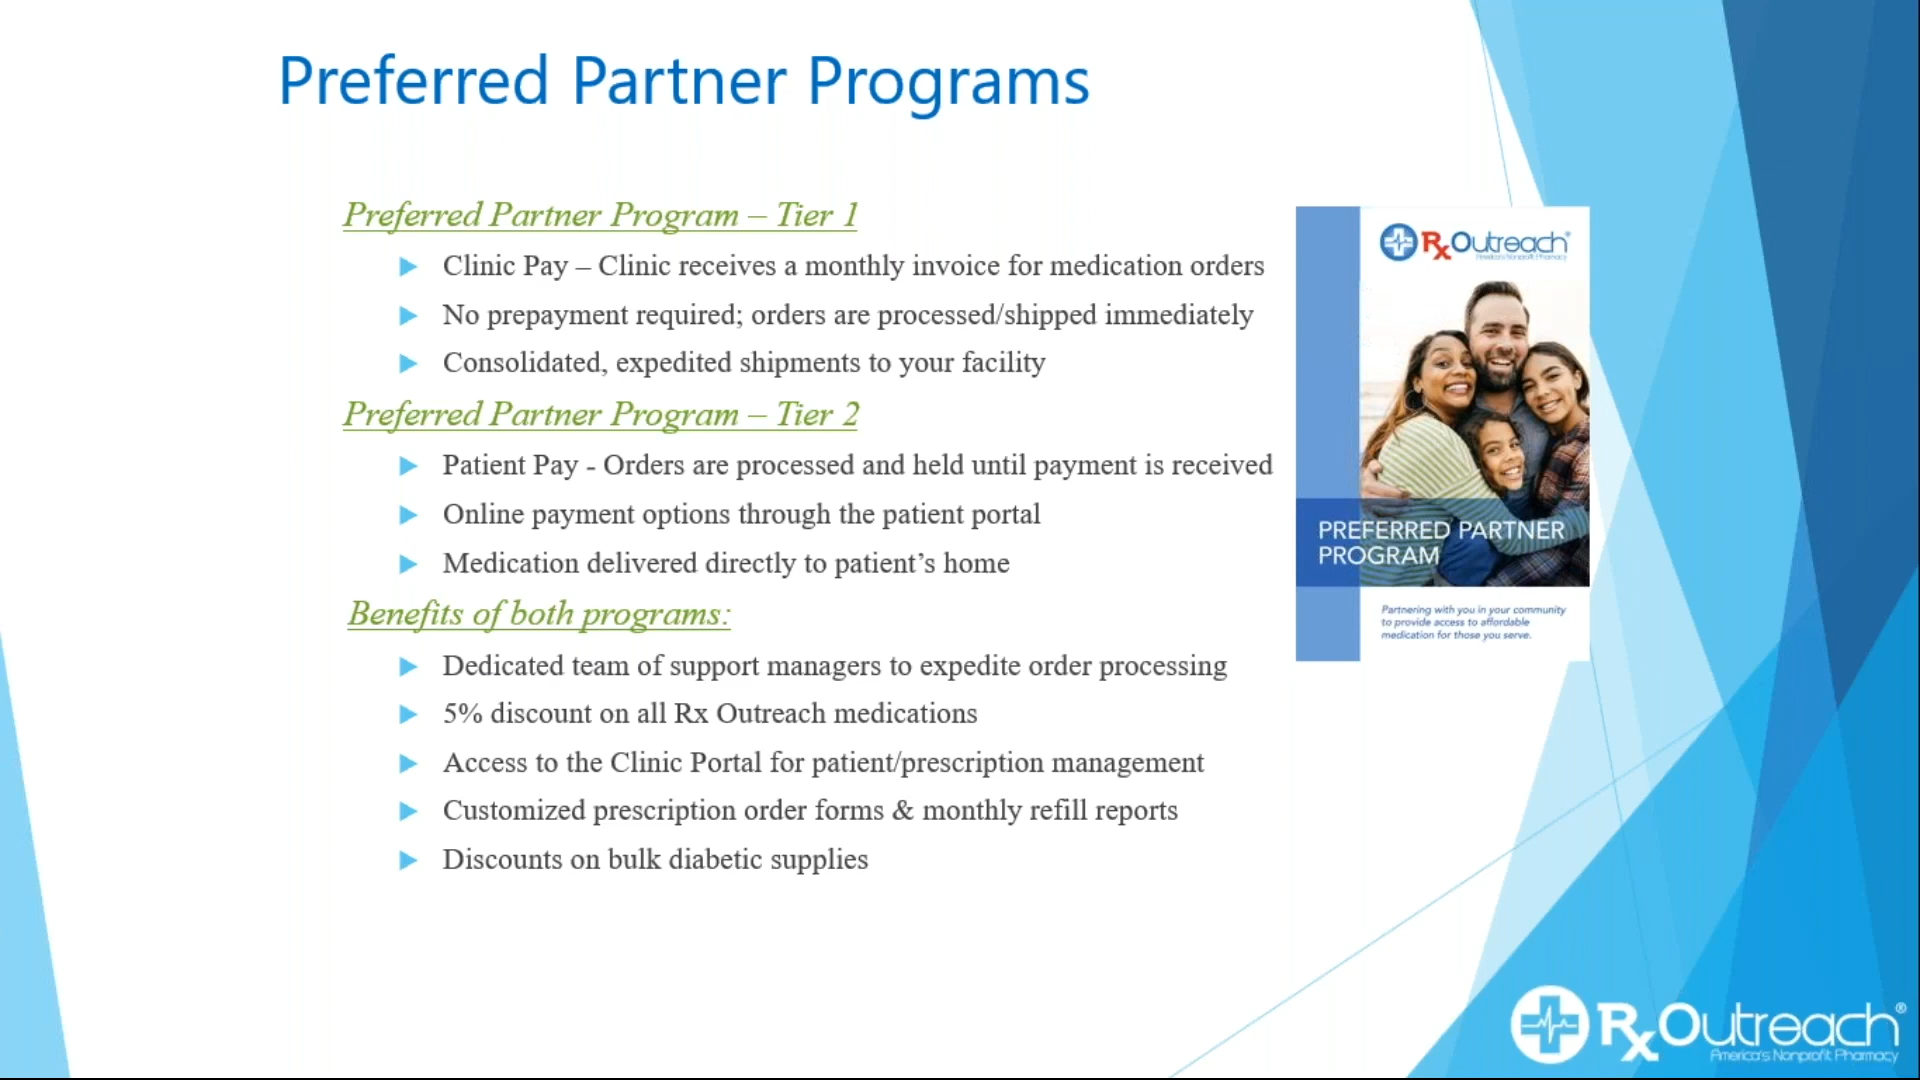 Preferred Partner Programs
Preferred Partner Program – Tier 1
Clinic Pay – Clinic receives a monthly invoice for medication orders
No prepayment required; orders are processed/shipped immediately
Consolidated, expedited shipments to your facility
Preferred Partner Program – Tier 2
Patient Pay - Orders are processed and held until payment is received
Online payment options through the patient portal
Medication delivered directly to patient’s home
Benefits of both programs:
Dedicated team of support managers to expedite order processing
5% discount on all Rx Outreach medications
Access to the Clinic Portal for patient/prescription management
Customized prescription order forms & monthly refill reports
Discounts on bulk diabetic supplies
RxOutreach®
America's Nonprofit Pharmacy
PREFERRED PARTNER
PROGRAM
Partnering with you in your community
to provide access to affordable
medication for those you serve.
RxOutreach®
America's Nonprofit Pharmacy